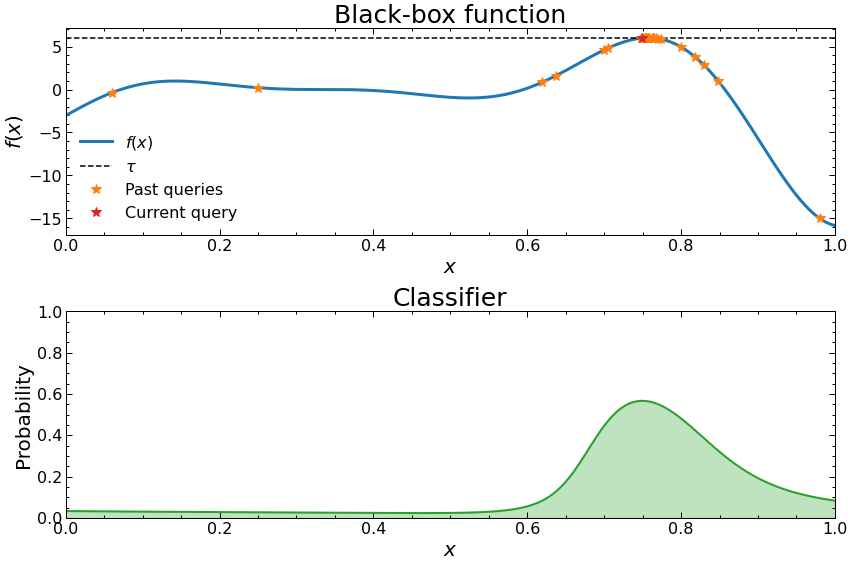 Black-box function
f(x)
5
0
−5
−10
−15
f(x)
τ
Past queries
Current query
0.0 0.2 0.4 0.6 0.8 1.0
x
Classifier
Probability
1.0
0.8
0.6
0.4
0.2
0.0
0.0 0.2 0.4 0.6 0.8 1.0
x